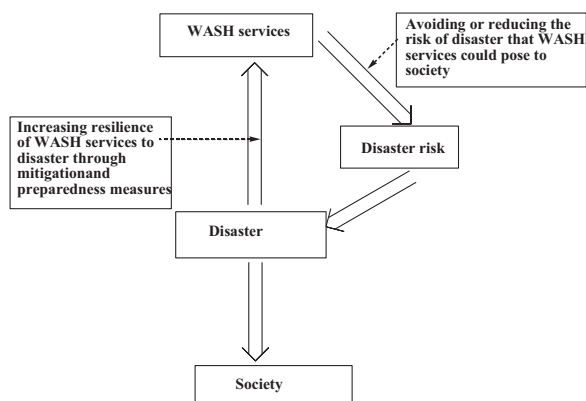 WASH services
Avoiding or reducing the
risk of disaster that WASH
services could pose to
society
Increasing resilience
of WASH services to
disaster through
mitigationand
preparedness measures
Disaster risk
Disaster
Society